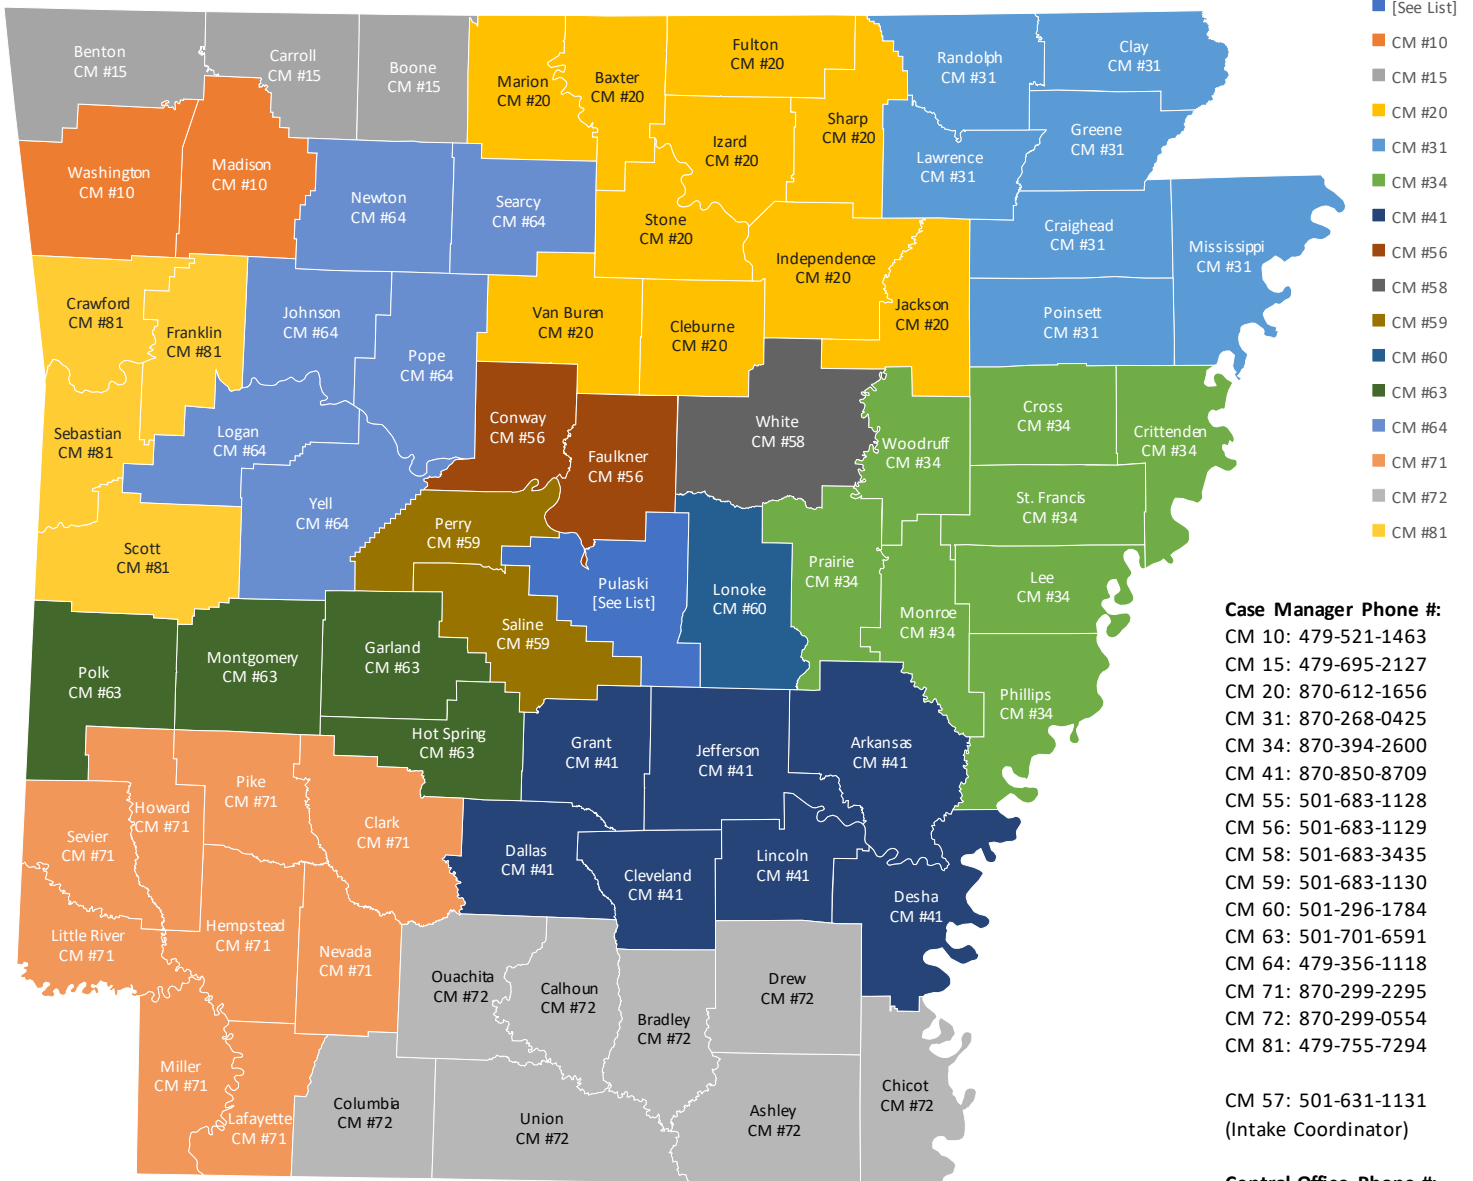 [See List]
CM #10
CM #15
CM #20
CM #31
CM #34
CM #41
CM #56
CM #58
CM #59
CM #60
CM #63
CM #64
CM #71
CM #72
CM #81
Benton
CM #15
Carroll
CM #15
Boone
CM #15
Marion
CM #20
Baxter
CM #20
Fulton
CM #20
Sharp
CM #20
Izard
CM #20
Randolph
CM #31
Clay
CM #31
Greene
CM #31
Lawrence
CM #31
Washington
CM #10
Madison
CM #10
Newton
CM #64
Searcy
CM #64
Stone
CM #20
Independence
CM #20
Jackson
CM #20
Craighead
CM #31
Mississippi
CM #31
Poinsett
CM #31
Crawford
CM #81
Franklin
CM #81
Johnson
CM #64
Pope
CM #64
Van Buren
CM #20
Cleburne
CM #20
Sebastian
CM #81
Logan
CM #64
Conway
CM #56
Faulkner
CM #56
White
CM #58
Woodruff
CM #34
Cross
CM #34
Crittenden
CM #34
St. Francis
CM #34
Scott
CM #81
Yell
CM #64
Perry
CM #59
Pulaski
[See List]
Lonoke
CM #60
Prairie
CM #34
Monroe
CM #34
Lee
CM #34
Phillips
CM #34
Polk
CM #63
Montgomery
CM #63
Garland
CM #63
Saline
CM #59
Hot Spring
CM #63
Grant
CM #41
Jefferson
CM #41
Arkansas
CM #41
Pike
CM #71
Howard
CM #71
Sevier
CM #71
Clark
CM #71
Dallas
CM #41
Cleveland
CM #41
Lincoln
CM #41
Desha
CM #41
Little River
CM #71
Hempstead
CM #71
Nevada
CM #71
Ouachita
CM #72
Calhoun
CM #72
Bradley
CM #72
Drew
CM #72
Miller
CM #71
Lafayette
CM #71
Columbia
CM #72
Union
CM #72
Ashley
CM #72
Chicot
CM #72
Case Manager Phone #:
CM 10: 479-521-1463
CM 15: 479-695-2127
CM 20: 870-612-1656
CM 31: 870-268-0425
CM 34: 870-394-2600
CM 41: 870-850-8709
CM 55: 501-683-1128
CM 56: 501-683-1129
CM 58: 501-683-3435
CM 59: 501-683-1130
CM 60: 501-296-1784
CM 63: 501-701-6591
CM 64: 479-356-1118
CM 71: 870-299-2295
CM 72: 870-299-0554
CM 81: 479-755-7294
CM 57: 501-631-1131
(Intake Coordinator)
Central Office Phone #: